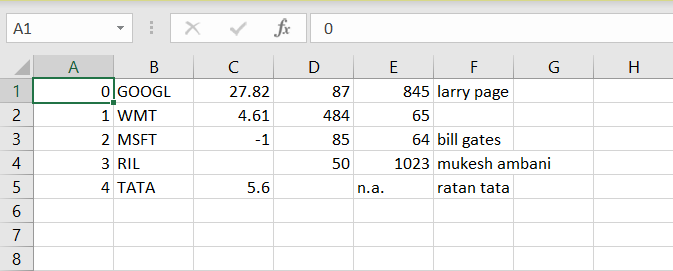 A1 fx 0
A B C D E F G H
1 0 GOOGL 27.82 87 845 larry page
2 1 WMT 4.61 484 65
3 2 MSFT -1 85 64 bill gates
4 3 RIL 50 1023 mukesh ambani
5 4 TATA 5.6 n.a. ratan tata
6
7
8